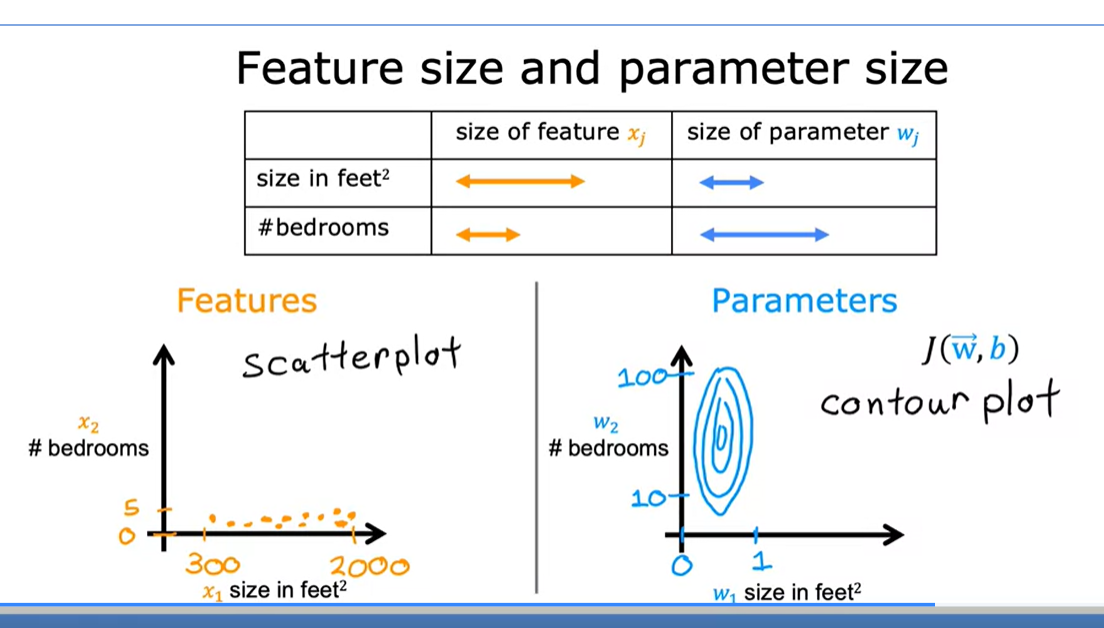 Feature size and parameter size
size of feature xⱼ
size of parameter wⱼ
size in feet²
#bedrooms
Features
scatterplot
x₂
# bedrooms
5
0
300
2000
x₁ size in feet²
Parameters
J(w⃗, b)
contour plot
100
w₂
# bedrooms
10
0
1
w₁ size in feet²